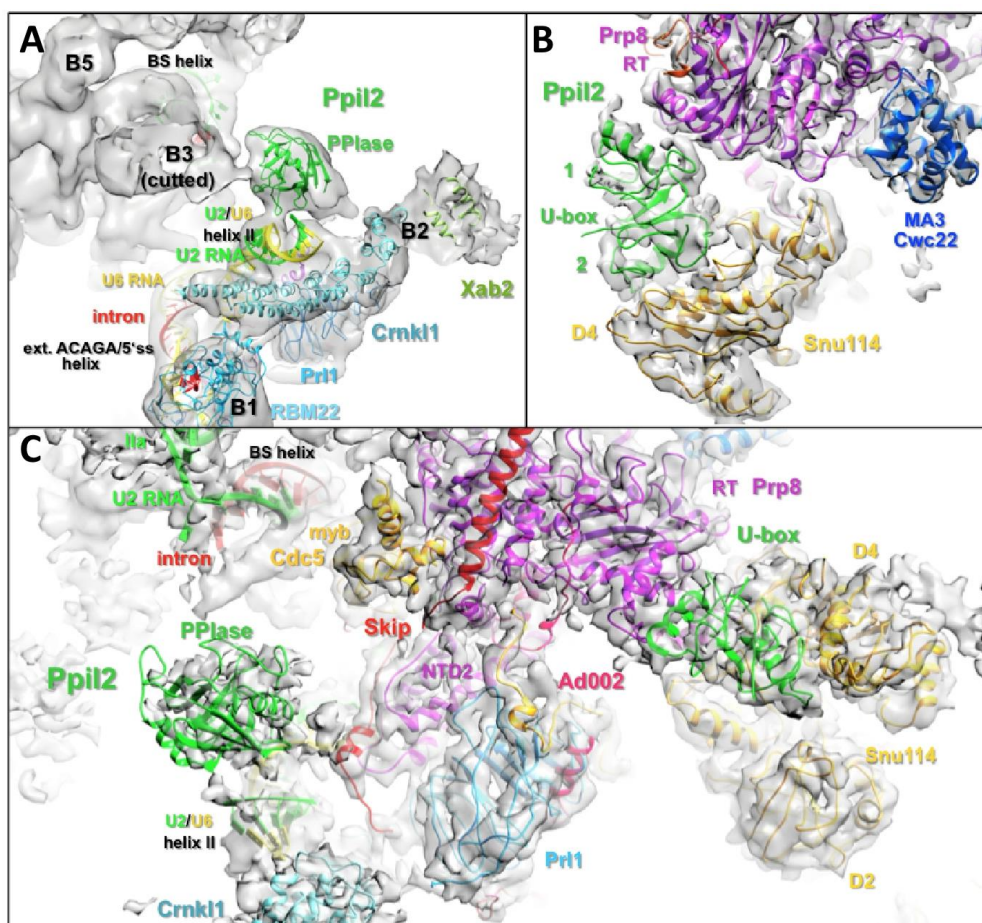 A
B5
BS helix
Ppil2
PPlase
B3
(cutted)
U2/U6
helix II
U2 RNA
B2
U6 RNA
Xab2
intron
Crnkl1
ext. ACAGA/5'ss
helix
Prl1
B1
RBM22
B
Prp8
RT
Ppil2
1
U-box
MA3
Cwc22
2
D4
Snu114
C
IIa
BS helix
U2 RNA
myb
Cdc5
RT Prp8
U-box
D4
intron
PPlase
Skip
Ppil2
NTD2
Ad002
Snu114
U2/U6
helix II
Prl1
D2
Crnkl1